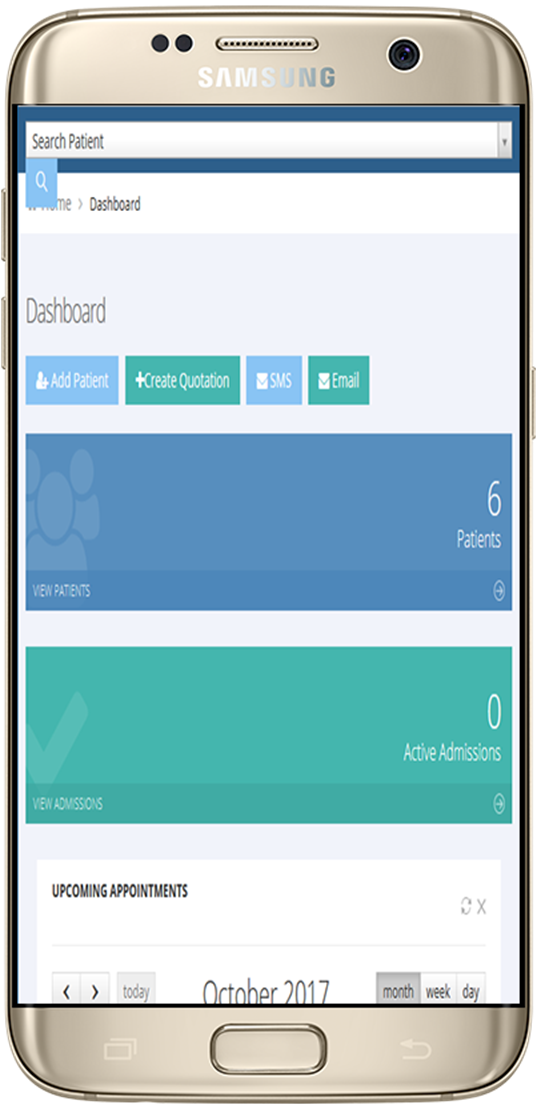 SAMSUNG
Search Patient
Home > Dashboard
Dashboard
Add Patient
+Create Quotation
SMS
Email
6
Patients
VIEW PATIENTS
0
Active Admissions
VIEW ADMISSIONS
UPCOMING APPOINTMENTS
X
< > today October 2017 month week day